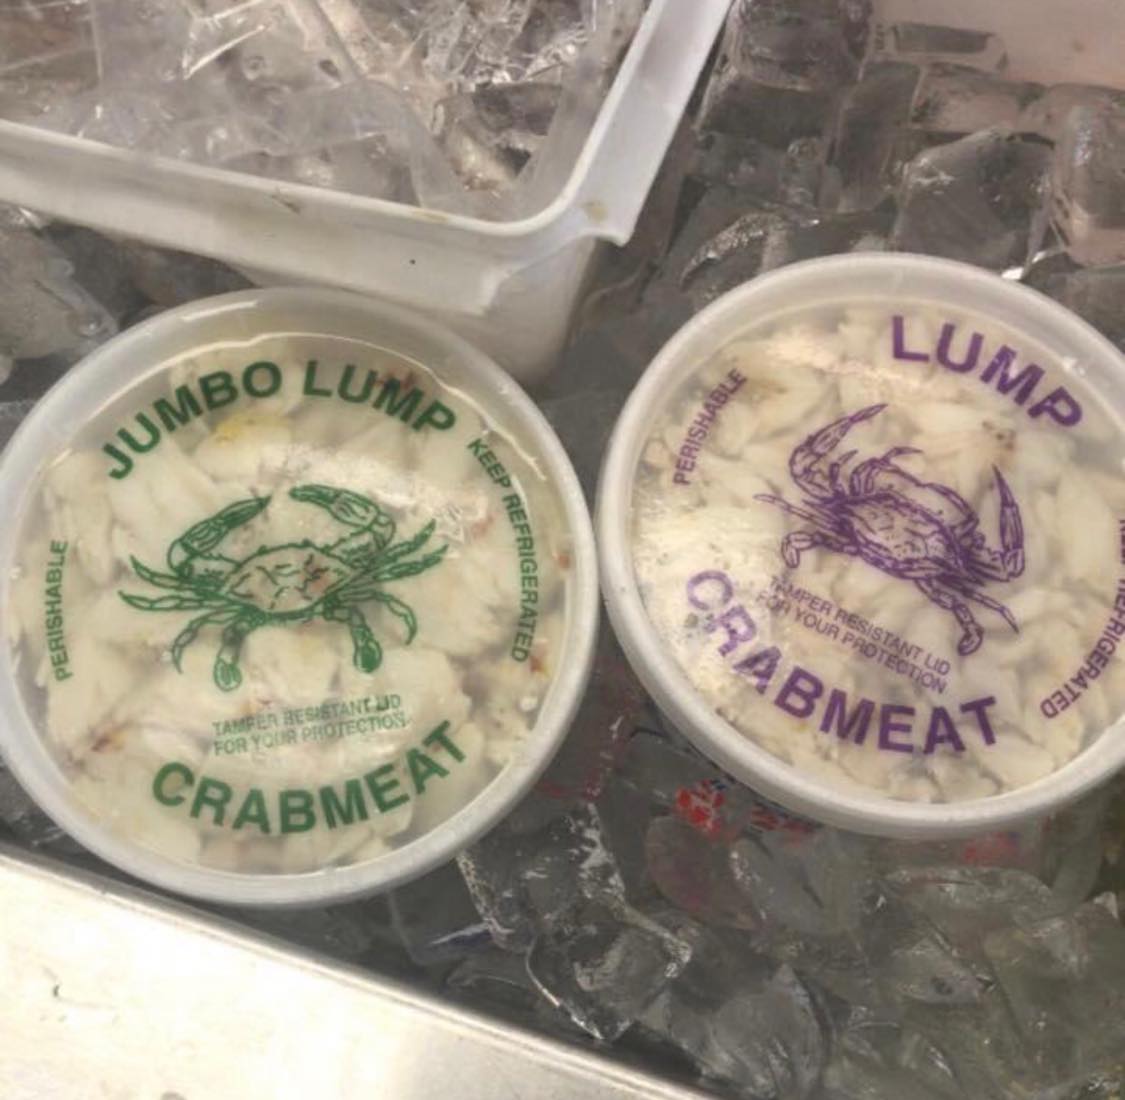 JUMBO LUMP
PERISHABLE
KEEP REFRIGERATED
TAMPER RESISTANT LID
FOR YOUR PROTECTION
CRABMEAT
LUMP
PERISHABLE
KEEP REFRIGERATED
TAMPER RESISTANT LID
FOR YOUR PROTECTION
CRABMEAT